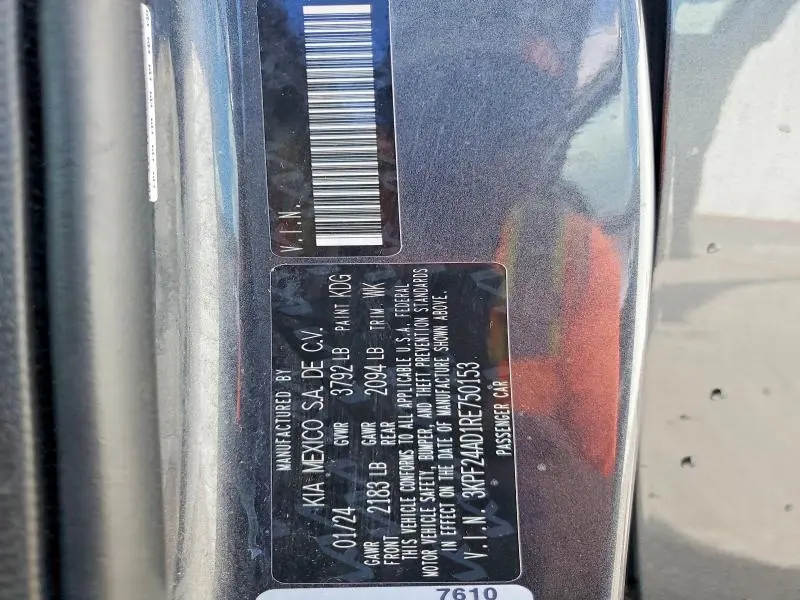 V.I.N.
MANUFACTURED BY
KIA MEXICO S.A. DE C.V.
01/24 GVWR 3792 LB PAINT KDG
GAWR FRONT 2183 LB GAWR REAR 2094 LB TRIM WK
THIS VEHICLE CONFORMS TO ALL APPLICABLE U.S.A. FEDERAL
MOTOR VEHICLE SAFETY, BUMPER, AND THEFT PREVENTION STANDARDS
IN EFFECT ON THE DATE OF MANUFACTURE SHOWN ABOVE.
V.I.N. 3KPF24AD1RE750153
PASSENGER CAR
7610